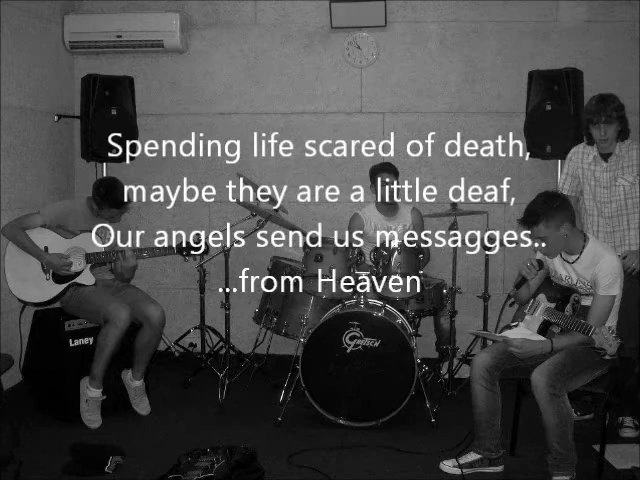 Spending life scared of death,
maybe they are a little deaf,
Our angels send us messagges..
...from Heaven
Laney
GRETSCH